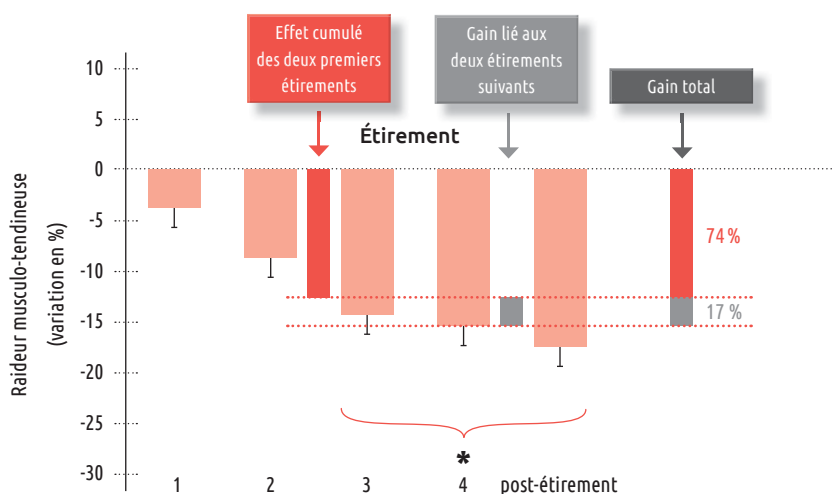 Effet cumulé
des deux premiers
étirements
Gain lié aux
deux étirements
suivants
Gain total
Étirement
Raideur musculo-tendineuse
(variation en %)
10
5
0
-5
-10
-15
-20
-25
-30
74 %
17 %
*
1 2 3 4 post-étirement